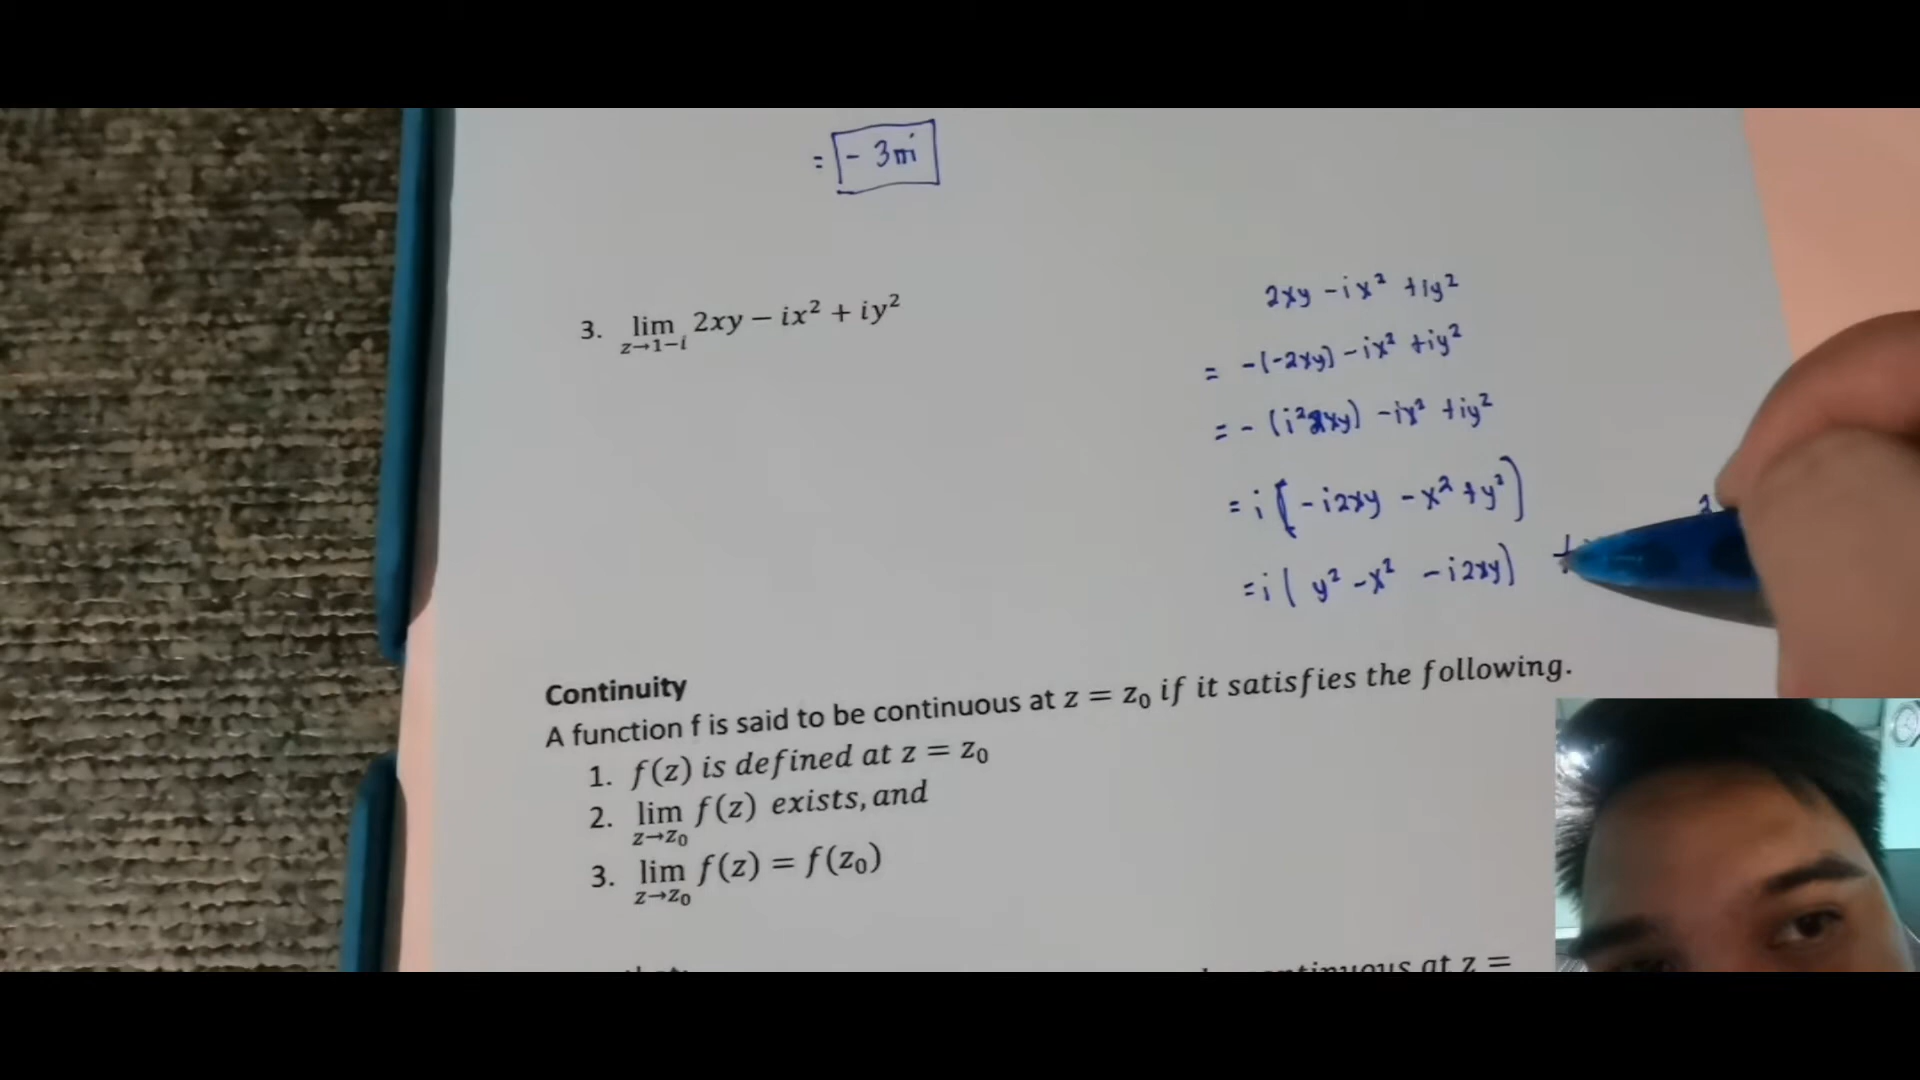 = - 3πi
3. lim 2xy − ix² + iy²
z→1−i
2xy - ix² + iy²
= -(-2xy) - ix² + iy²
= - (i²2xy) - ix² + iy²
= i [-i2xy - x² + y²]
= i ( y² - x² - i2xy)
Continuity
A function f is said to be continuous at z = z₀ if it satisfies the following.
1. f(z) is defined at z = z₀
2. lim f(z) exists, and
z→z₀
3. lim f(z) = f(z₀)
z→z₀
at z =